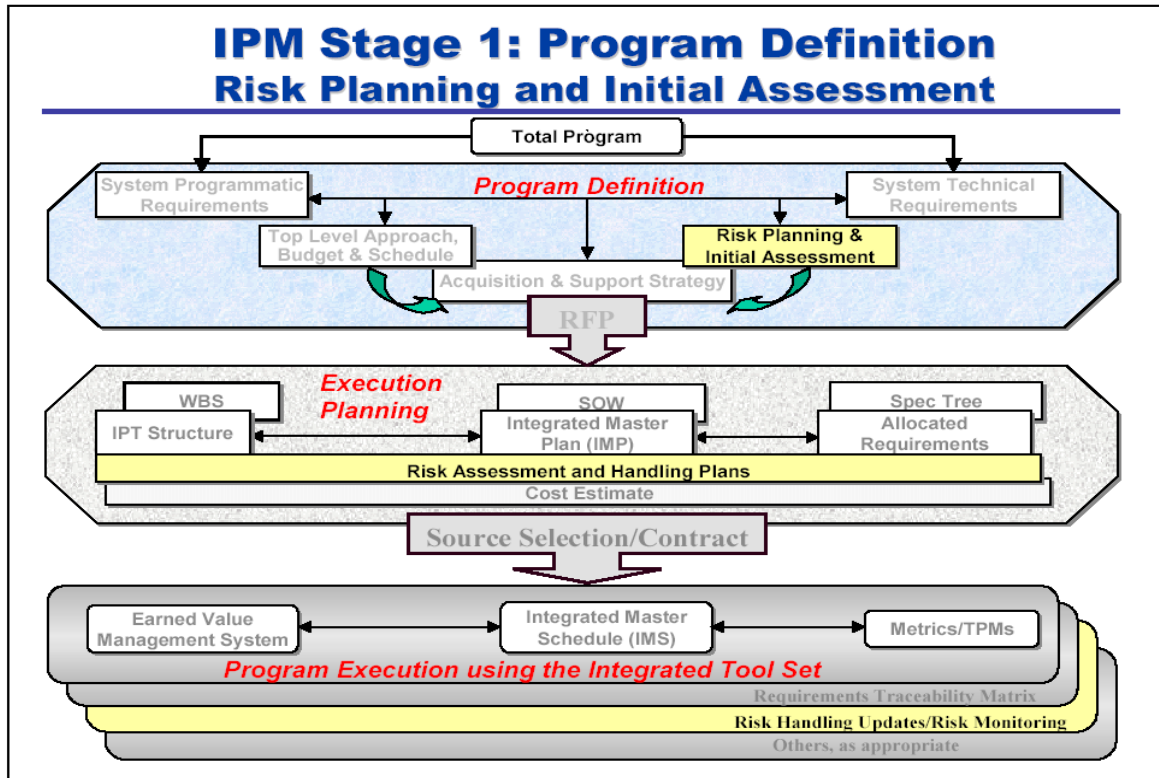 IPM Stage 1: Program Definition
Risk Planning and Initial Assessment
Total Program
System Programmatic
Requirements
Program Definition
System Technical
Requirements
Top Level Approach,
Budget & Schedule
Risk Planning &
Initial Assessment
Acquisition & Support Strategy
RFP
Execution
Planning
WBS
SOW
Spec Tree
IPT Structure
Integrated Master
Plan (IMP)
Allocated
Requirements
Risk Assessment and Handling Plans
Cost Estimate
Source Selection/Contract
Earned Value
Management System
Integrated Master
Schedule (IMS)
Metrics/TPMs
Program Execution using the Integrated Tool Set
Requirements Traceability Matrix
Risk Handling Updates/Risk Monitoring
Others, as appropriate